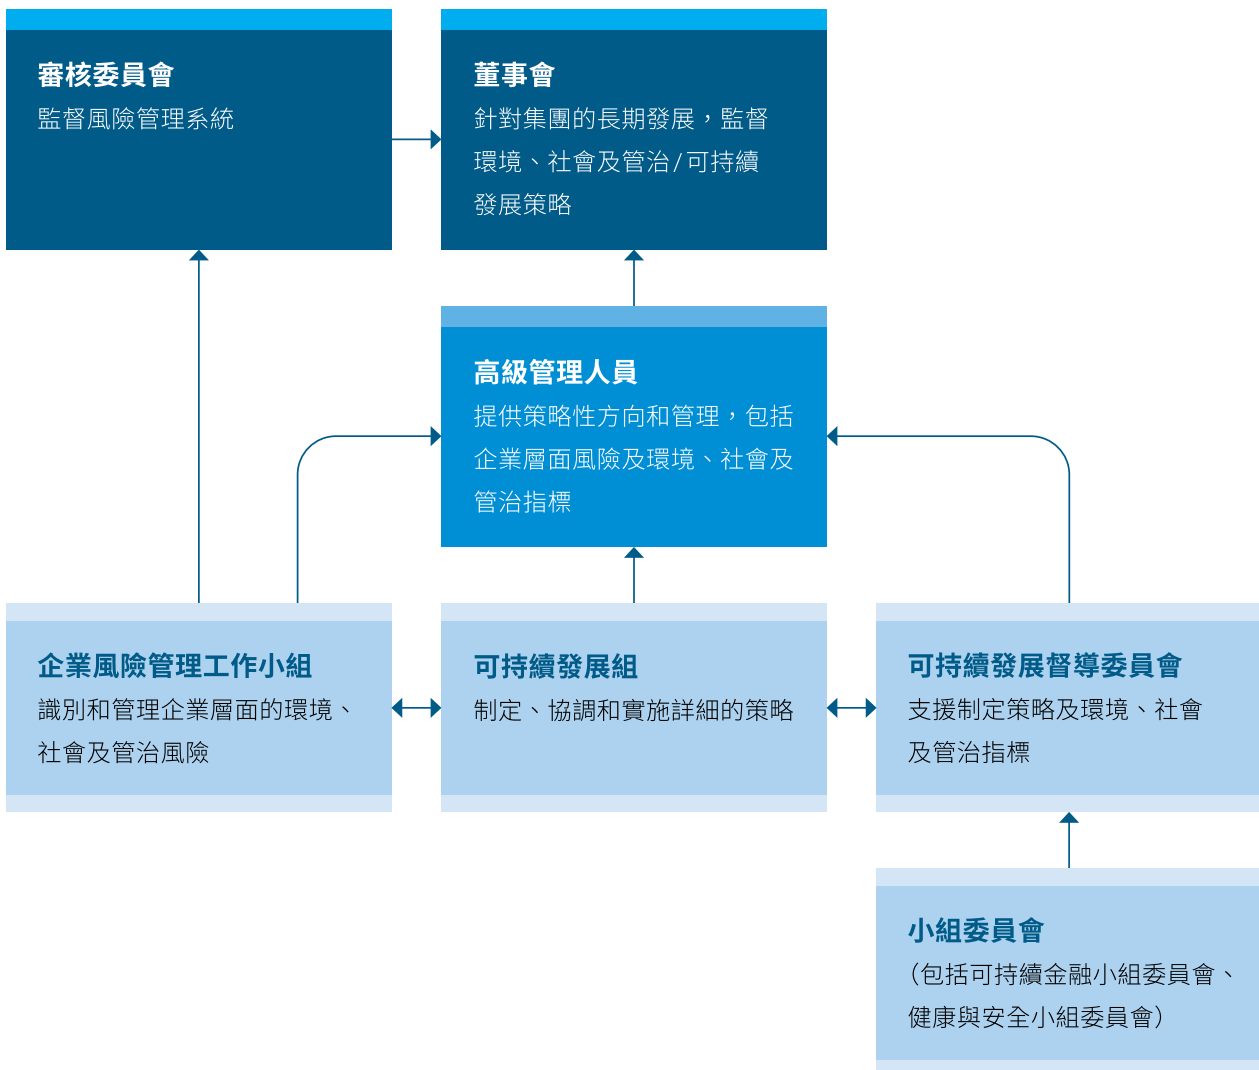 審核委員會
監督風險管理系統
董事會
針對集團的長期發展，監督
環境、社會及管治/可持續
發展策略
高級管理人員
提供策略性方向和管理，包括
企業層面風險及環境、社會及
管治指標
企業風險管理工作小組
識別和管理企業層面的環境、
社會及管治風險
可持續發展組
制定、協調和實施詳細的策略
可持續發展督導委員會
支援制定策略及環境、社會
及管治指標
小組委員會
（包括可持續金融小組委員會、
健康與安全小組委員會）